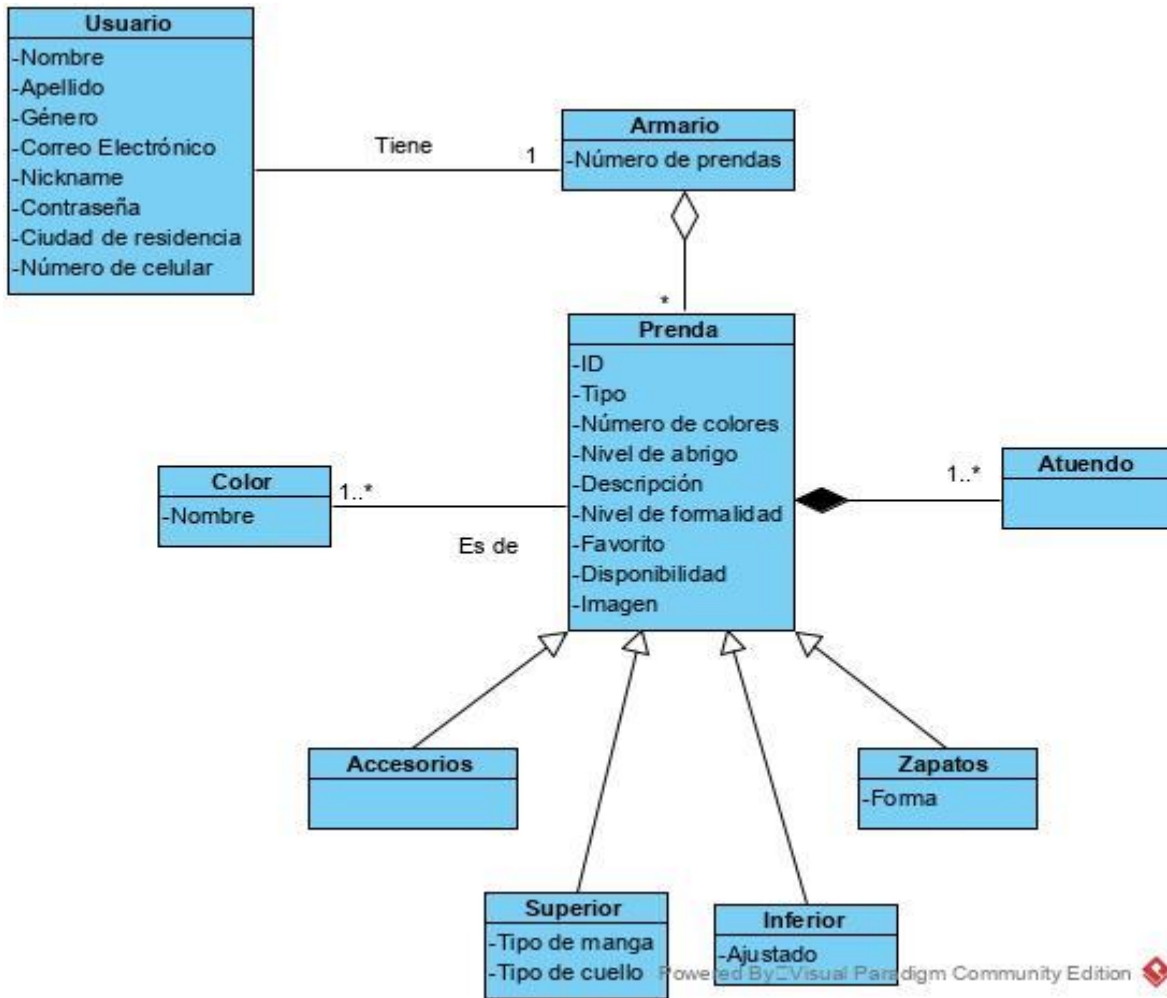 Usuario
-Nombre
-Apellido
-Género
-Correo Electrónico
-Nickname
-Contraseña
-Ciudad de residencia
-Número de celular
Tiene
1
Armario
-Número de prendas
*
Prenda
-ID
-Tipo
-Número de colores
-Nivel de abrigo
-Descripción
-Nivel de formalidad
-Favorito
-Disponibilidad
-Imagen
Color
-Nombre
1..*
Es de
1..*
Atuendo
Accesorios
Zapatos
-Forma
Superior
-Tipo de manga
-Tipo de cuello
Inferior
-Ajustado
Powered By Visual Paradigm Community Edition